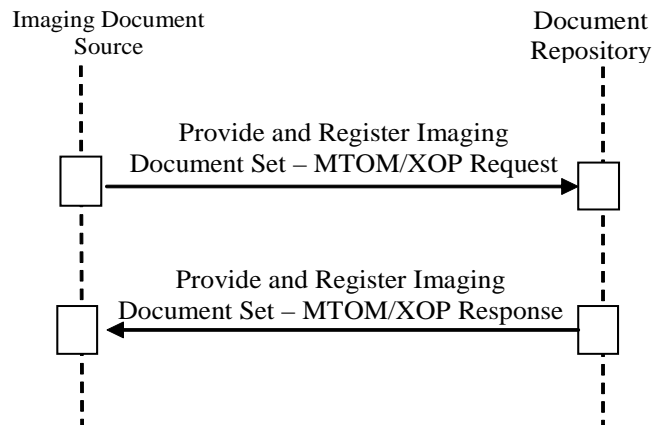 Imaging Document
Source
Document
Repository
Provide and Register Imaging
Document Set – MTOM/XOP Request
Provide and Register Imaging
Document Set – MTOM/XOP Response